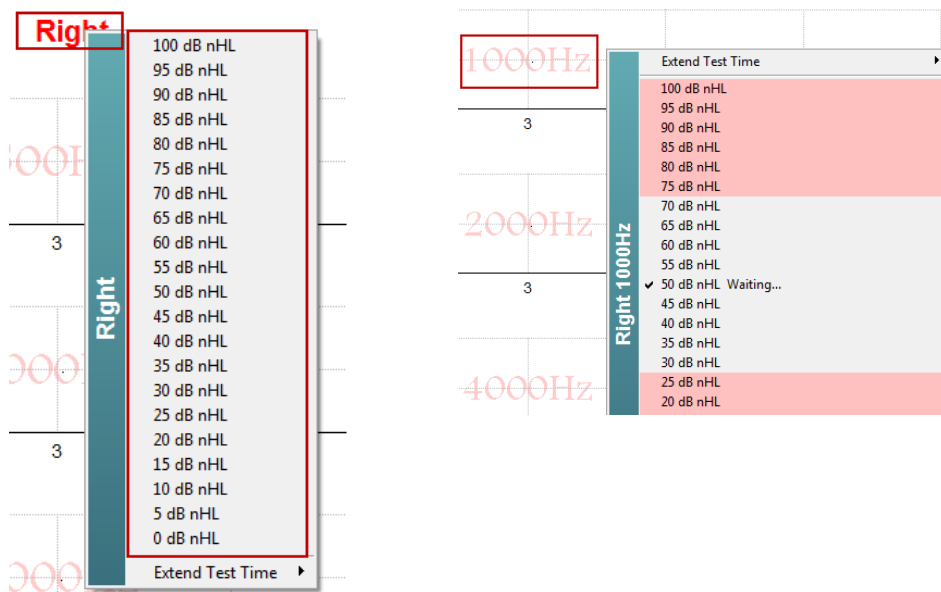 Right
100 dB nHL
95 dB nHL
90 dB nHL
85 dB nHL
80 dB nHL
75 dB nHL
70 dB nHL
65 dB nHL
60 dB nHL
55 dB nHL
50 dB nHL
45 dB nHL
40 dB nHL
35 dB nHL
30 dB nHL
25 dB nHL
20 dB nHL
15 dB nHL
10 dB nHL
5 dB nHL
0 dB nHL
Extend Test Time
Right
3
3
1000Hz
3
2000Hz
3
4000Hz
Right 1000Hz
Extend Test Time
100 dB nHL
95 dB nHL
90 dB nHL
85 dB nHL
80 dB nHL
75 dB nHL
70 dB nHL
65 dB nHL
60 dB nHL
55 dB nHL
50 dB nHL Waiting...
45 dB nHL
40 dB nHL
35 dB nHL
30 dB nHL
25 dB nHL
20 dB nHL